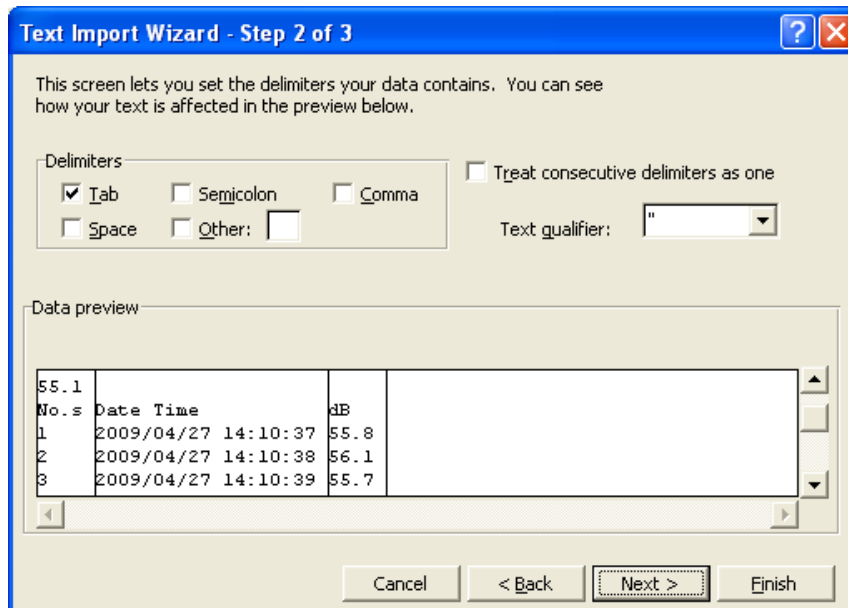 Text Import Wizard - Step 2 of 3
This screen lets you set the delimiters your data contains.  You can see
how your text is affected in the preview below.
Delimiters
Tab
Semicolon
Comma
Space
Other:
Treat consecutive delimiters as one
Text qualifier:
"
Data preview
55.1
No.s Date Time dB
1 2009/04/27 14:10:37 55.8
2 2009/04/27 14:10:38 56.1
3 2009/04/27 14:10:39 55.7
Cancel
< Back
Next >
Finish